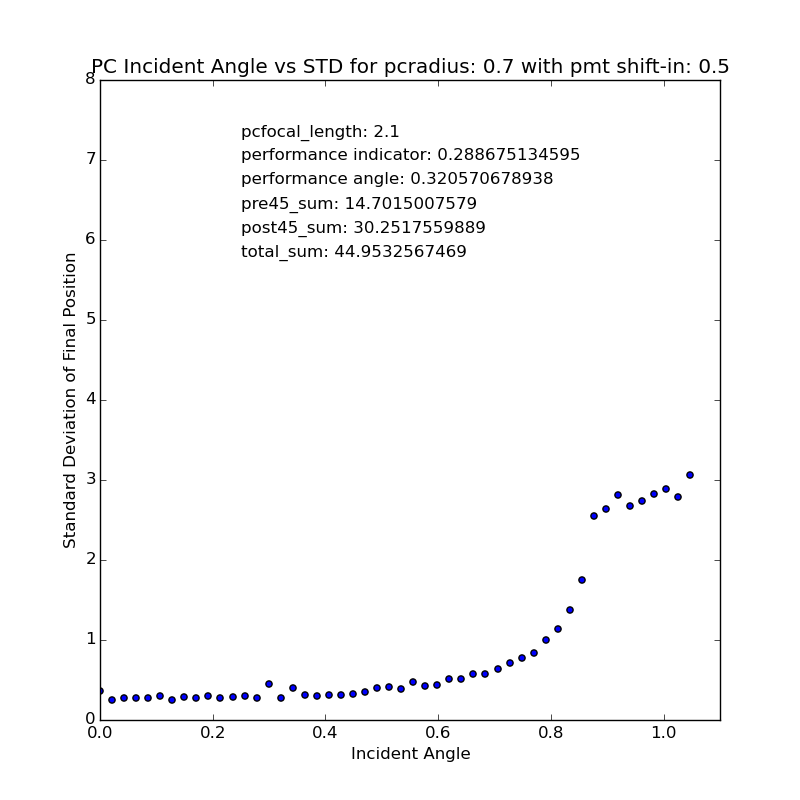 PC Incident Angle vs STD for pcradius: 0.7 with pmt shift-in: 0.5
pcfocal_length: 2.1
performance indicator: 0.288675134595
performance angle: 0.320570678938
pre45_sum: 14.7015007579
post45_sum: 30.2517559889
total_sum: 44.9532567469
Standard Deviation of Final Position
8
7
6
5
4
3
2
1
0
0.0 0.2 0.4 0.6 0.8 1.0
Incident Angle